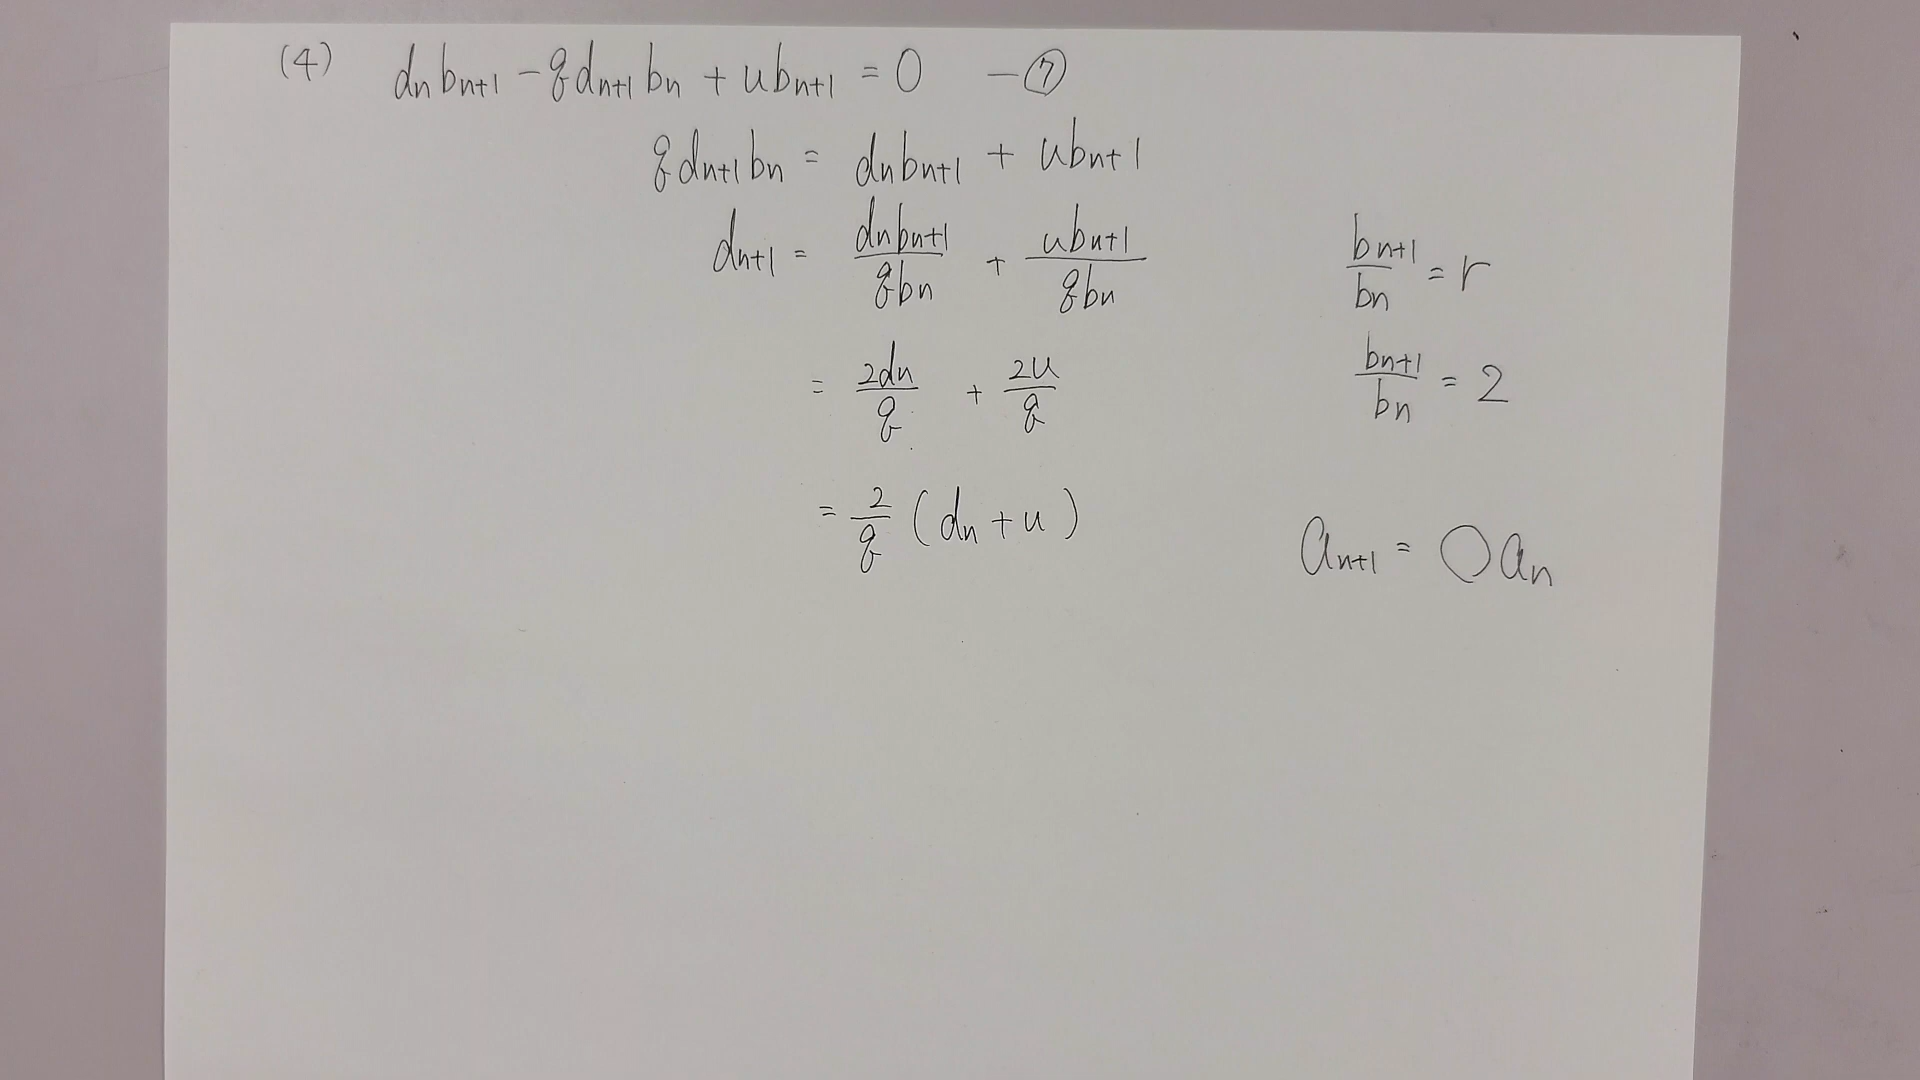 (4) dnbn+1 - qdn+1bn + ubn+1 = 0 - ⑦
qdn+1bn = dnbn+1 + ubn+1
dn+1 = dnbn+1/qbn + ubn+1/qbn
= 2dn/q + 2u/q
= 2/q (dn + u)
bn+1/bn = r
bn+1/bn = 2
an+1 = ○an